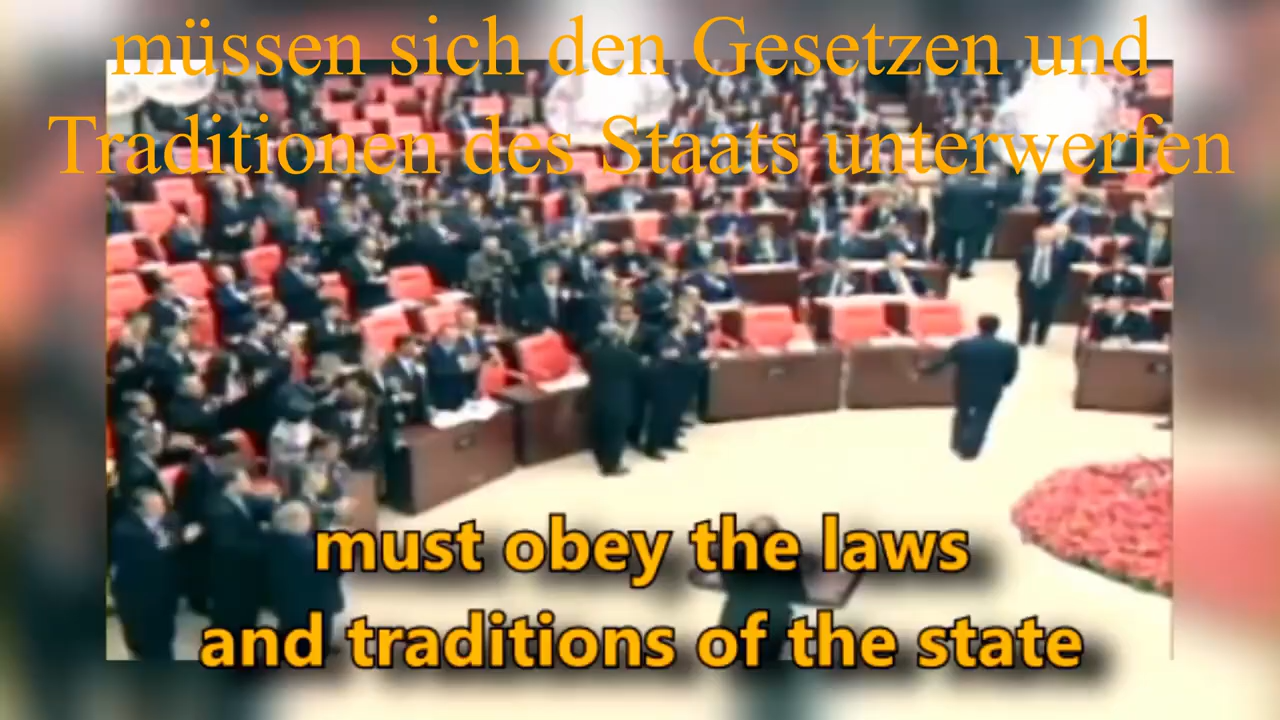 müssen sich den Gesetzen und
Traditionen des Staats unterwerfen
must obey the laws
and traditions of the state